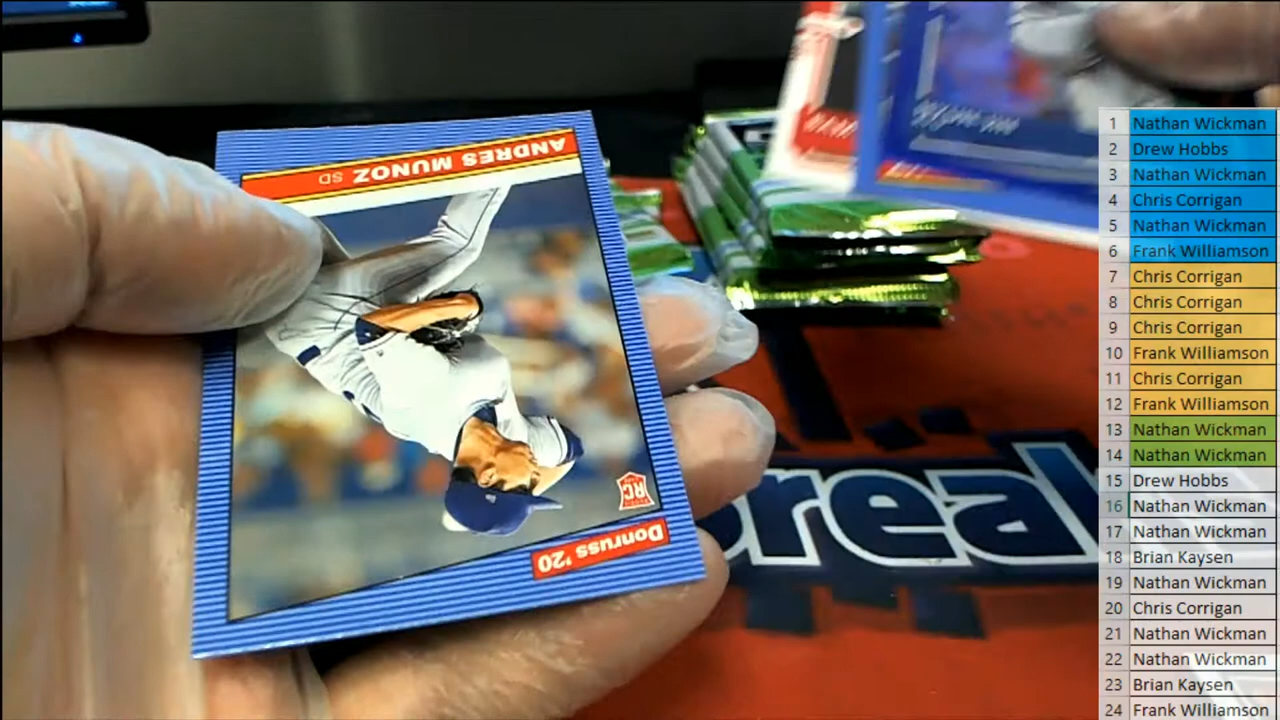 ANDRES MUNOZ SD
RC
Donruss '20
break
1 Nathan Wickman
2 Drew Hobbs
3 Nathan Wickman
4 Chris Corrigan
5 Nathan Wickman
6 Frank Williamson
7 Chris Corrigan
8 Chris Corrigan
9 Chris Corrigan
10 Frank Williamson
11 Chris Corrigan
12 Frank Williamson
13 Nathan Wickman
14 Nathan Wickman
15 Drew Hobbs
16 Nathan Wickman
17 Nathan Wickman
18 Brian Kaysen
19 Nathan Wickman
20 Chris Corrigan
21 Nathan Wickman
22 Nathan Wickman
23 Brian Kaysen
24 Frank Williamson